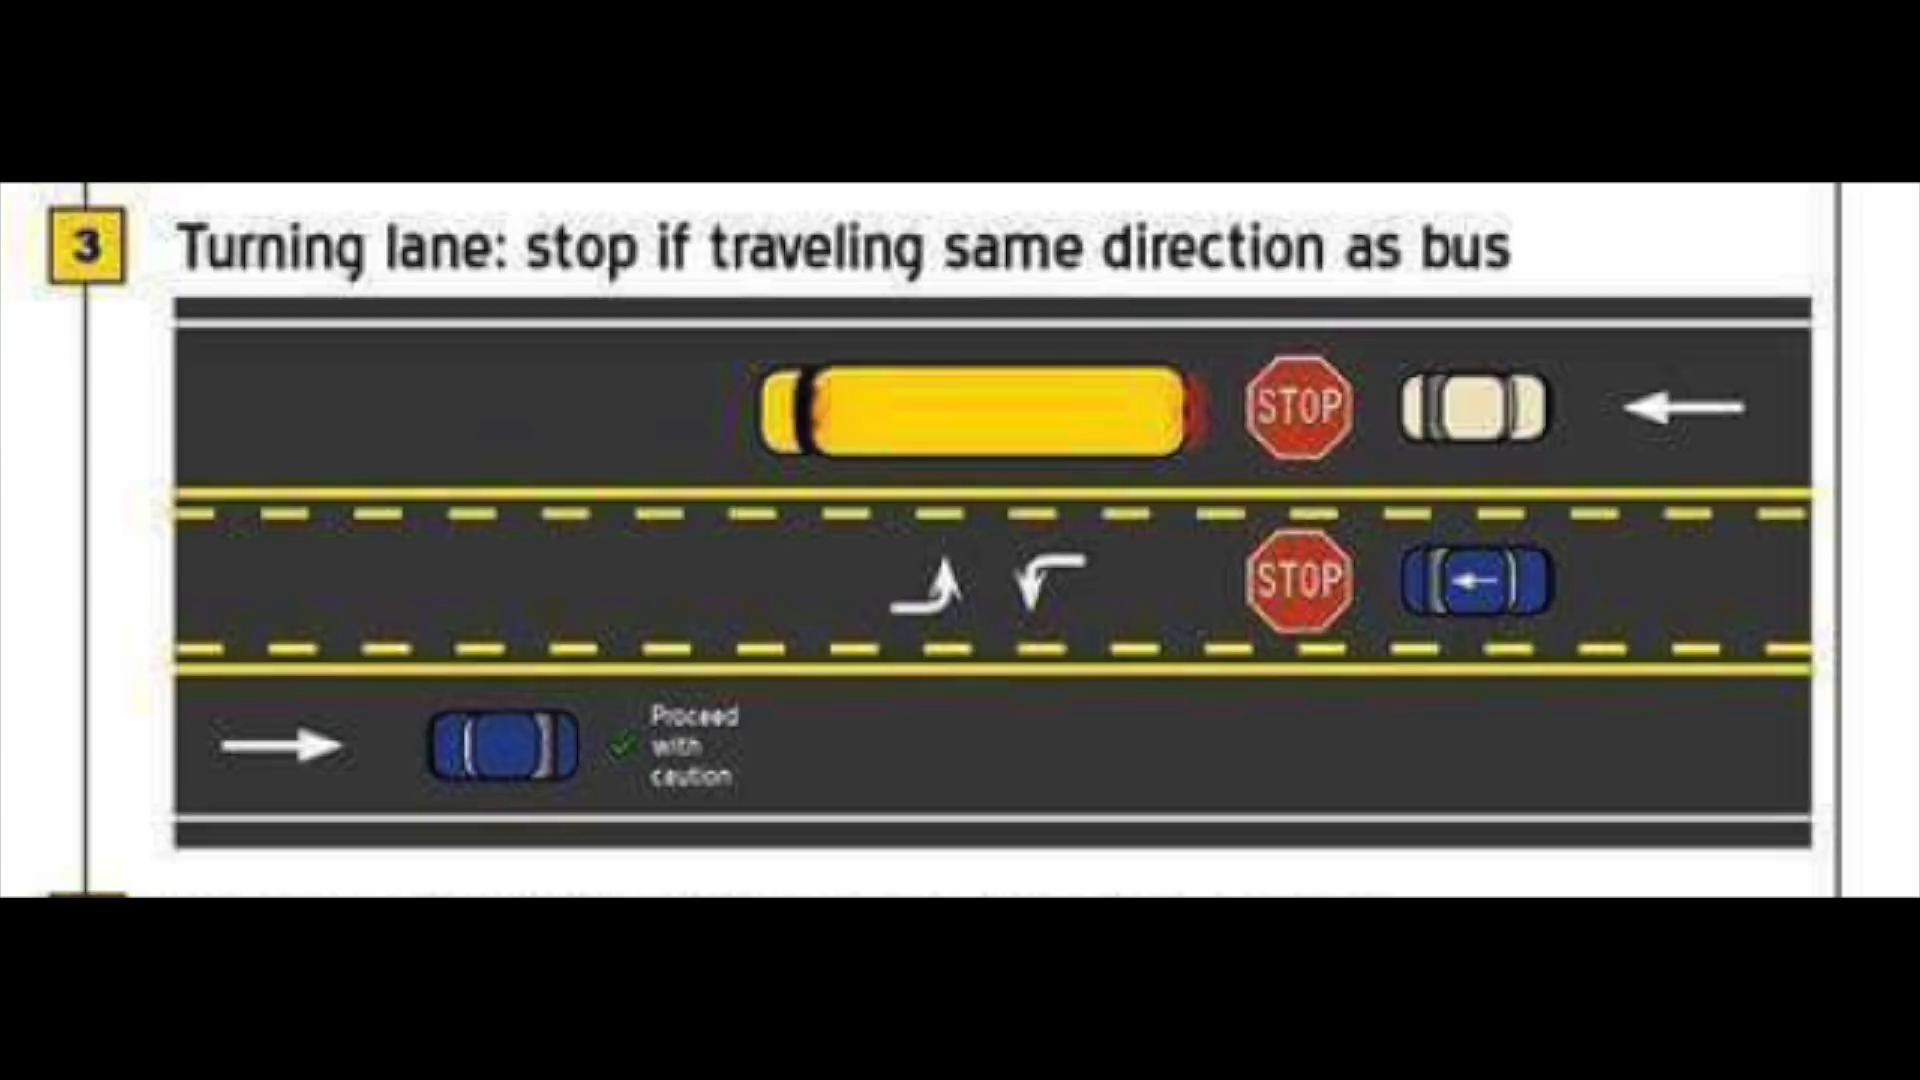 3
Turning lane: stop if traveling same direction as bus
STOP
STOP
Proceed
with
caution